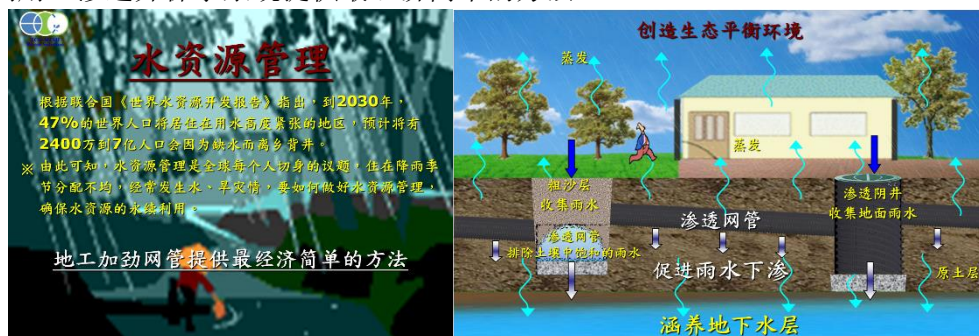 水资源管理
根据联合国《世界水资源开发报告》指出，到2030年，
47%的世界人口将居住在用水高度紧张的地区，预计将有
2400万到7亿人口会因为缺水而离乡背井。
※ 由此可知，水资源管理是全球每个人切身的议题，住在降雨季
节分配不均，经常发生水、旱灾情，要如何做好水资源管理，
确保水资源的永续利用。
地工加劲网管提供最经济简单的方法
创造生态平衡环境
蒸发
蒸发
粗沙层
收集雨水
渗透网管
排除土壤中饱和的雨水
渗透网管
促进雨水下渗
渗透阴井
收集地面雨水
原土层
涵养地下水层